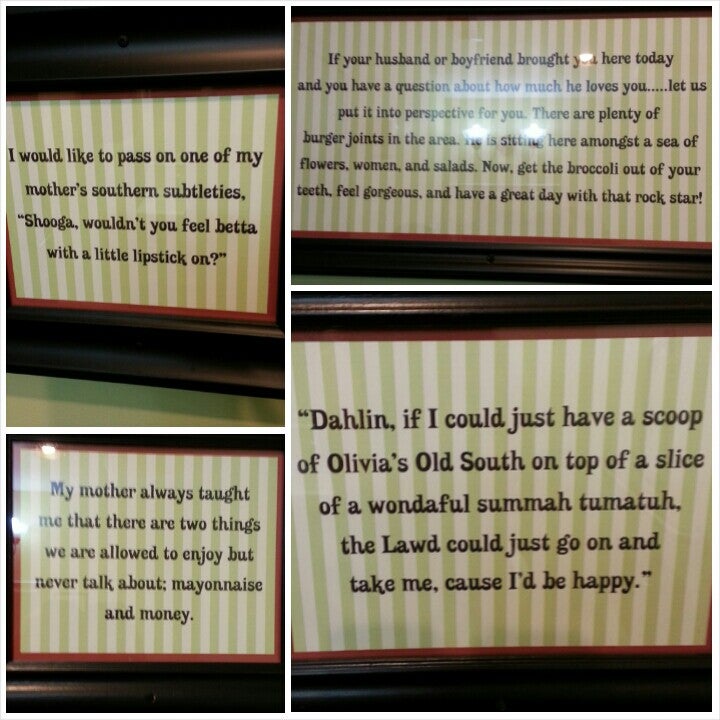 I would like to pass on one of my
mother's southern subtleties,
"Shooga, wouldn't you feel betta
with a little lipstick on?"
If your husband or boyfriend brought you here today
and you have a question about how much he loves you.....let us
put it into perspective for you. There are plenty of
burger joints in the area. He is sitting here amongst a sea of
flowers, women, and salads. Now, get the broccoli out of your
teeth, feel gorgeous, and have a great day with that rock star!
My mother always taught
me that there are two things
we are allowed to enjoy but
never talk about; mayonnaise
and money.
"Dahlin, if I could just have a scoop
of Olivia's Old South on top of a slice
of a wondaful summah tumatuh,
the Lawd could just go on and
take me, cause I'd be happy."